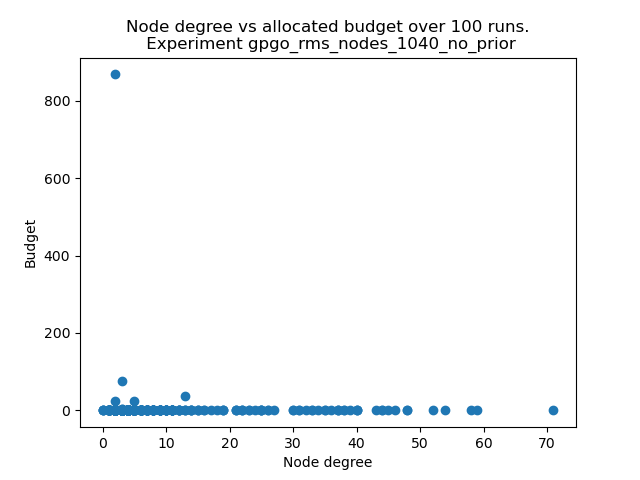 Node degree vs allocated budget over 100 runs.
Experiment gpgo_rms_nodes_1040_no_prior
800
600
400
200
0
Budget
0 10 20 30 40 50 60 70
Node degree